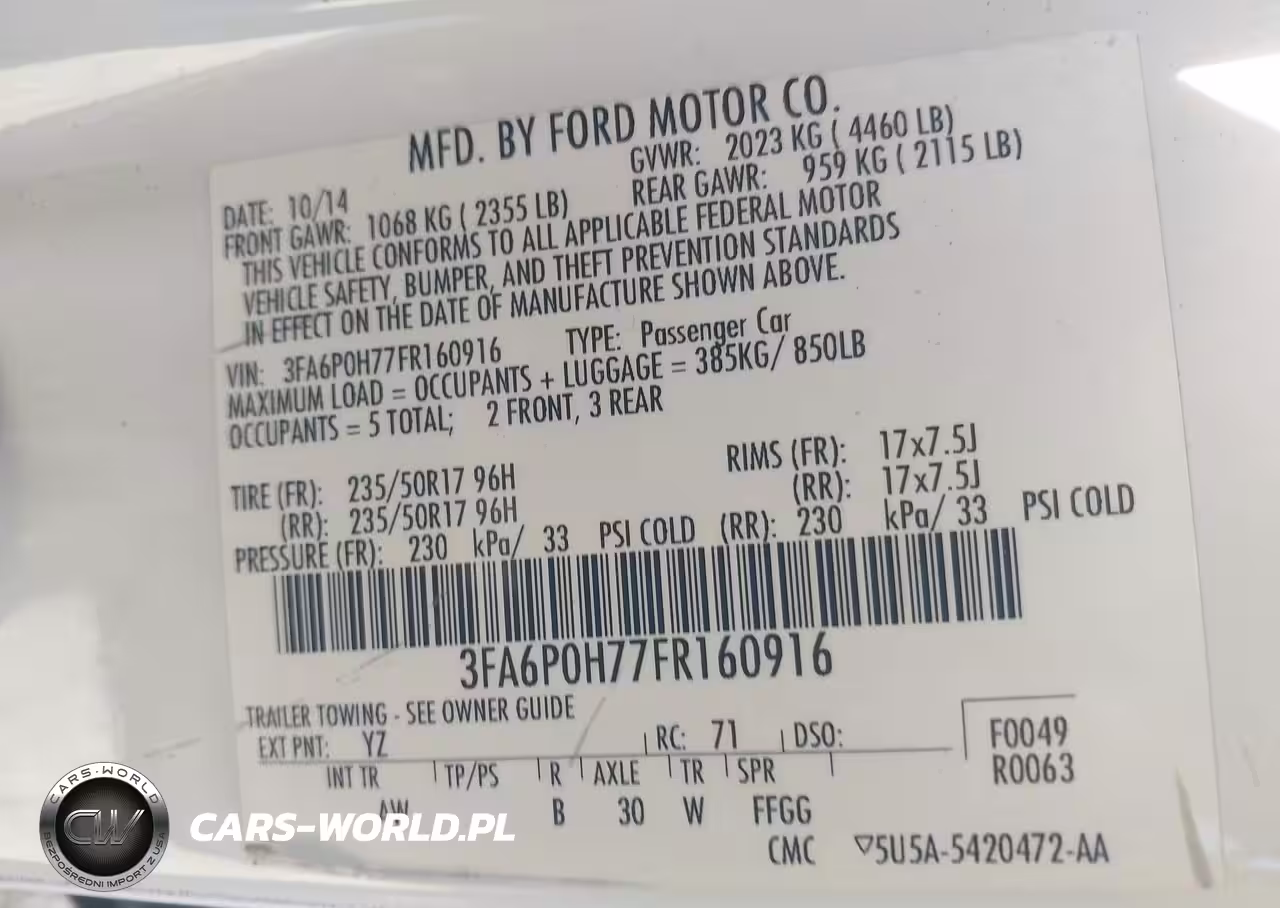 MFD. BY FORD MOTOR CO.
DATE: 10/14 GVWR: 2023 KG ( 4460 LB)
FRONT GAWR: 1068 KG ( 2355 LB) REAR GAWR: 959 KG ( 2115 LB)
THIS VEHICLE CONFORMS TO ALL APPLICABLE FEDERAL MOTOR
VEHICLE SAFETY, BUMPER, AND THEFT PREVENTION STANDARDS
IN EFFECT ON THE DATE OF MANUFACTURE SHOWN ABOVE.
VIN: 3FA6P0H77FR160916 TYPE: Passenger Car
MAXIMUM LOAD = OCCUPANTS + LUGGAGE = 385KG/ 850LB
OCCUPANTS = 5 TOTAL; 2 FRONT, 3 REAR
TIRE (FR): 235/50R17 96H RIMS (FR): 17x7.5J
(RR): 235/50R17 96H (RR): 17x7.5J
PRESSURE (FR): 230 kPa/ 33 PSI COLD (RR): 230 kPa/ 33 PSI COLD
3FA6P0H77FR160916
TRAILER TOWING - SEE OWNER GUIDE
EXT PNT: YZ RC: 71 DSO: F0049
INT TR TP/PS R AXLE TR SPR R0063
AW B 30 W FFGG
CMC ▽5U5A-5420472-AA
CARS-WORLD
CW
BEZPOŚREDNI IMPORT Z USA
CARS-WORLD.PL